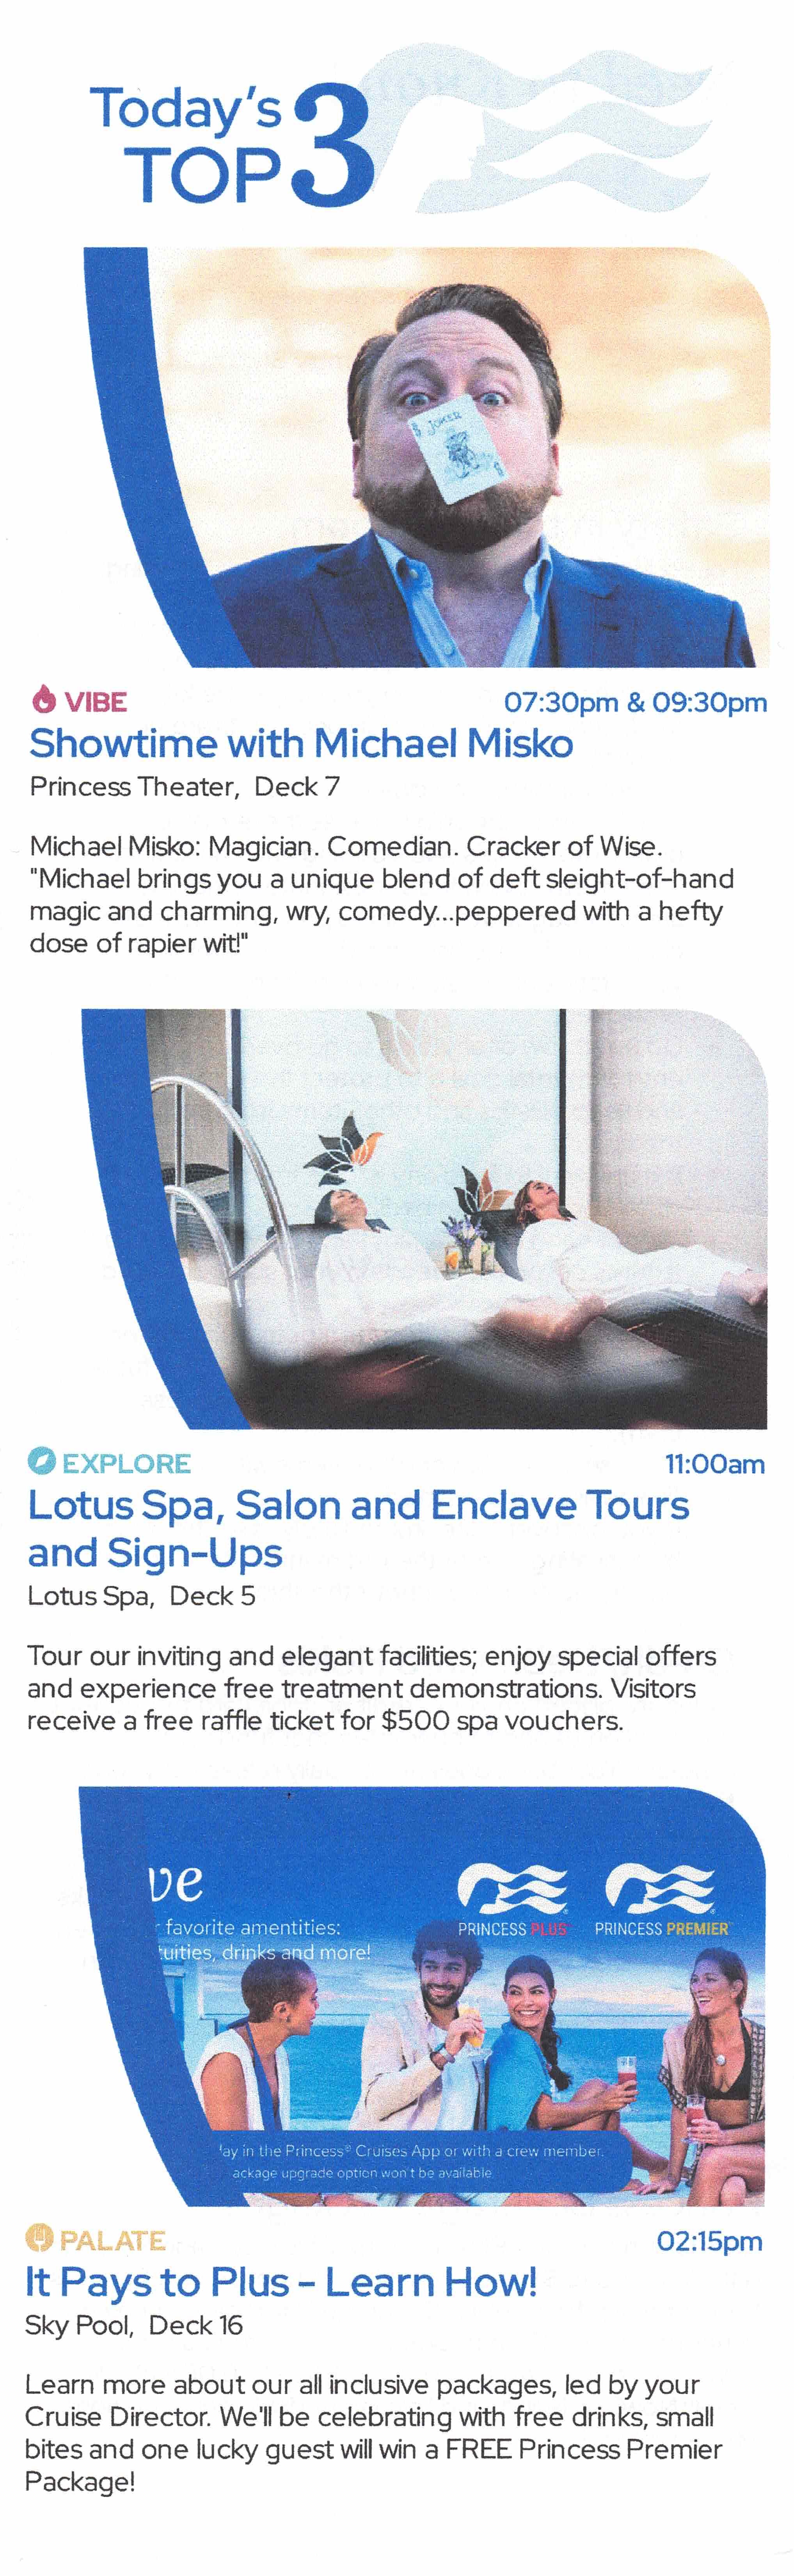 Today's
TOP 3
JOKER
VIBE
07:30pm & 09:30pm
Showtime with Michael Misko
Princess Theater, Deck 7
Michael Misko: Magician. Comedian. Cracker of Wise.
"Michael brings you a unique blend of deft sleight-of-hand
magic and charming, wry, comedy...peppered with a hefty
dose of rapier wit!"
EXPLORE
11:00am
Lotus Spa, Salon and Enclave Tours
and Sign-Ups
Lotus Spa, Deck 5
Tour our inviting and elegant facilities; enjoy special offers
and experience free treatment demonstrations. Visitors
receive a free raffle ticket for $500 spa vouchers.
ve
r favorite amentities:
tuities, drinks and more!
PRINCESS PLUS
PRINCESS PREMIER
ay in the Princess® Cruises App or with a crew member.
ackage upgrade option won't be available
PALATE
02:15pm
It Pays to Plus - Learn How!
Sky Pool, Deck 16
Learn more about our all inclusive packages, led by your
Cruise Director. We'll be celebrating with free drinks, small
bites and one lucky guest will win a FREE Princess Premier
Package!